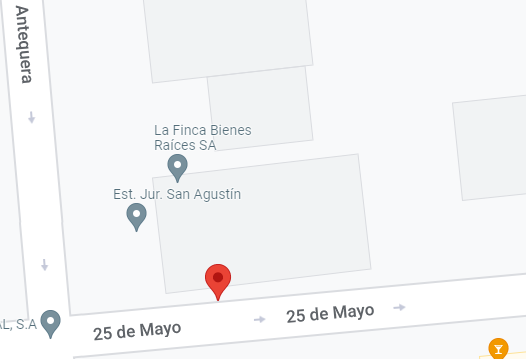 Antequera
La Finca Bienes
Raíces SA
Est. Jur. San Agustín
AL, S.A
25 de Mayo
25 de Mayo